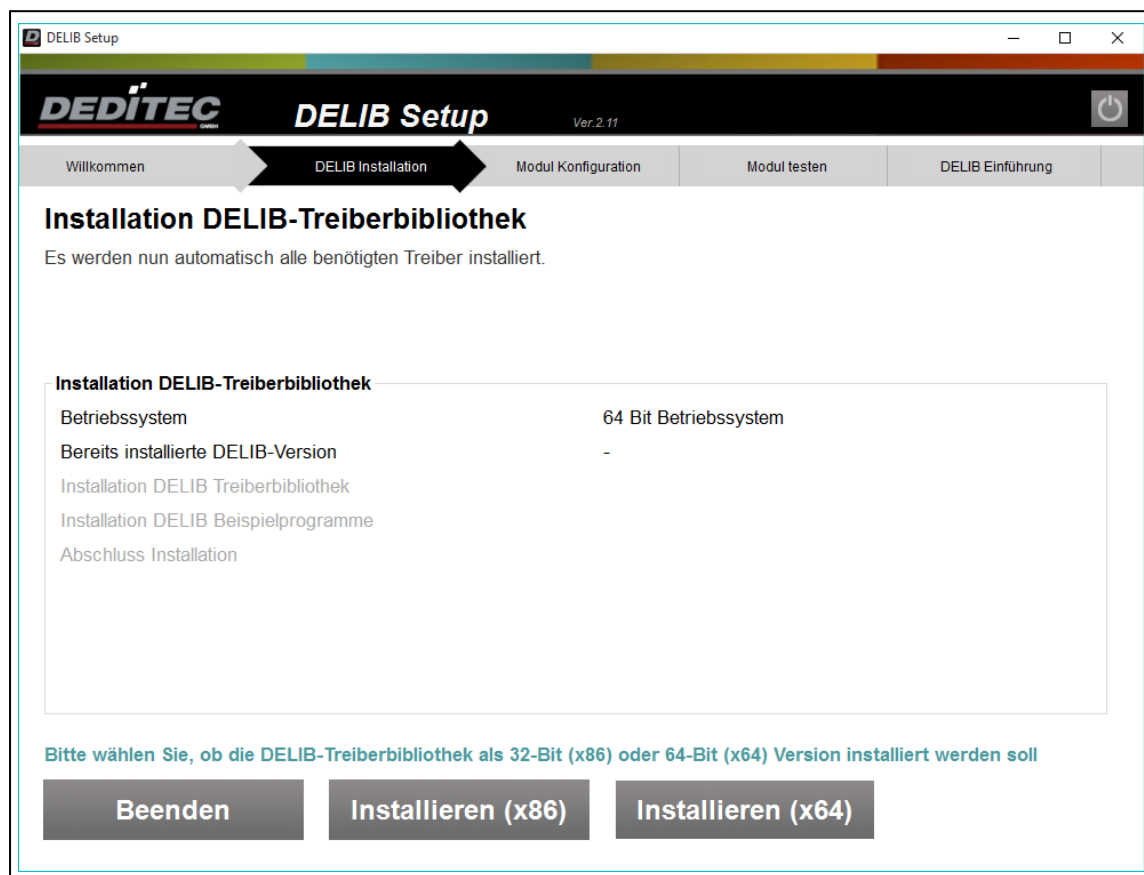 DELIB Setup
DEDITEC
GMBH
DELIB Setup Ver.2.11
Willkommen DELIB Installation Modul Konfiguration Modul testen DELIB Einführung
Installation DELIB-Treiberbibliothek
Es werden nun automatisch alle benötigten Treiber installiert.
Installation DELIB-Treiberbibliothek
Betriebssystem 64 Bit Betriebssystem
Bereits installierte DELIB-Version -
Installation DELIB Treiberbibliothek
Installation DELIB Beispielprogramme
Abschluss Installation
Bitte wählen Sie, ob die DELIB-Treiberbibliothek als 32-Bit (x86) oder 64-Bit (x64) Version installiert werden soll
Beenden Installieren (x86) Installieren (x64)